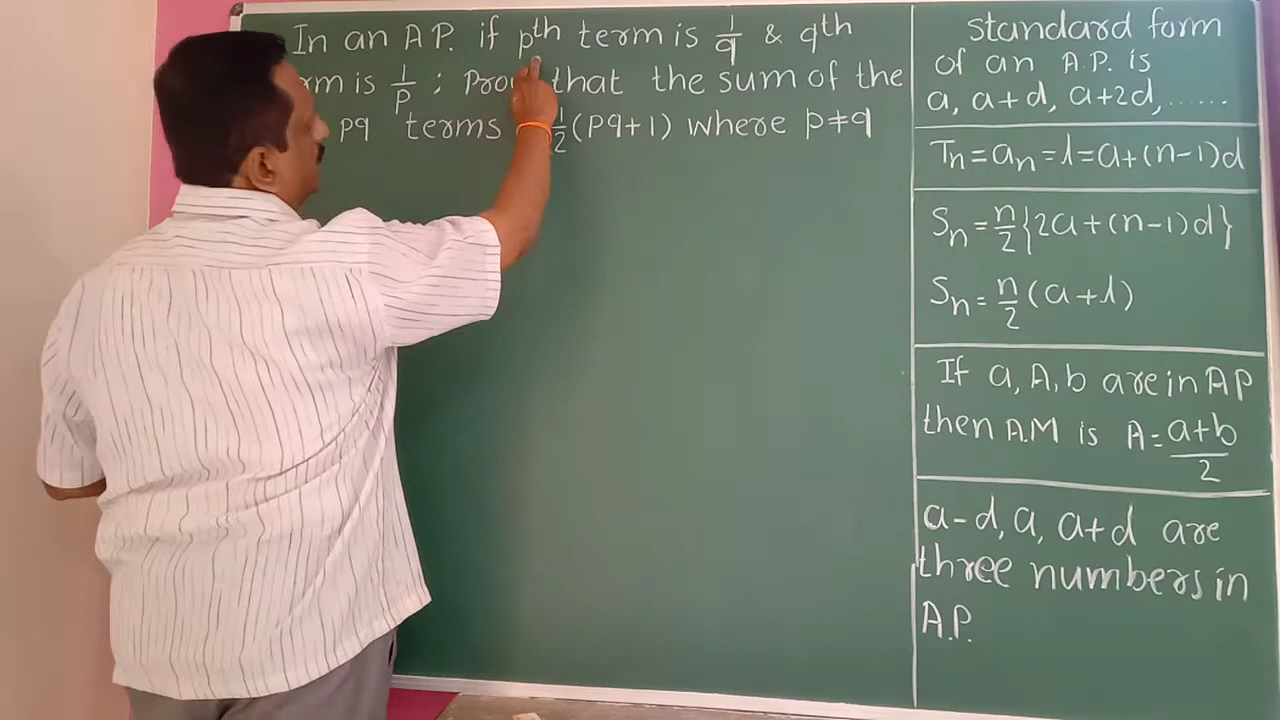 In an A.P. if pth term is 1/q & qth
rm is 1/p ; Prov that the sum of the
pq terms 1/2 (pq+1) where p≠q
standard form
of an A.P. is
a, a+d, a+2d, ......
Tn = an = l = a+(n-1)d
Sn = n/2 {2a+(n-1)d}
Sn = n/2 (a+l)
If a, A, b are in AP
then A.M is A = a+b/2
a-d, a, a+d are
three numbers in
A.P.